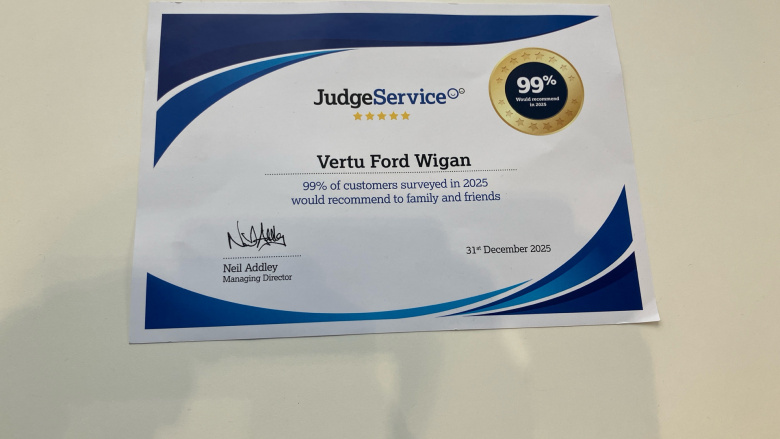 JudgeService
99%
Would recommend
in 2025
Vertu Ford Wigan
99% of customers surveyed in 2025
would recommend to family and friends
Neil Addley
Managing Director
31st December 2025